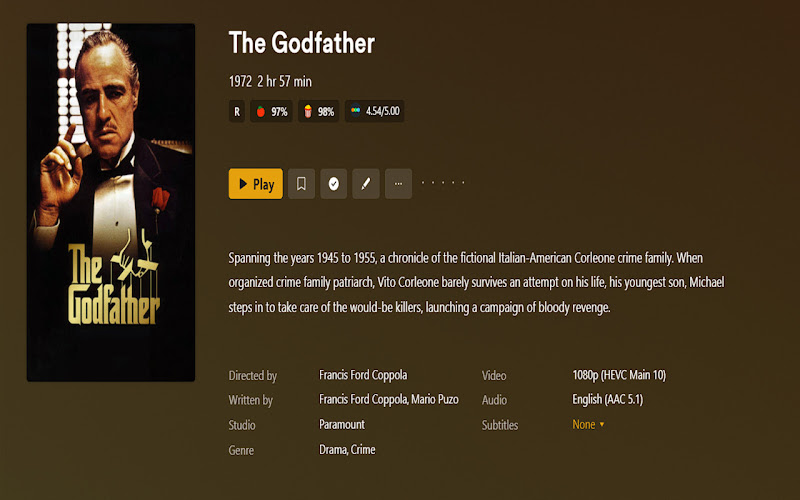 The Godfather
1972 2 hr 57 min
R 97% 98% 4.54/5.00
Play
Spanning the years 1945 to 1955, a chronicle of the fictional Italian-American Corleone crime family. When
organized crime family patriarch, Vito Corleone barely survives an attempt on his life, his youngest son, Michael
steps in to take care of the would-be killers, launching a campaign of bloody revenge.
The
Godfather
Directed by Francis Ford Coppola Video 1080p (HEVC Main 10)
Written by Francis Ford Coppola, Mario Puzo Audio English (AAC 5.1)
Studio Paramount Subtitles None
Genre Drama, Crime